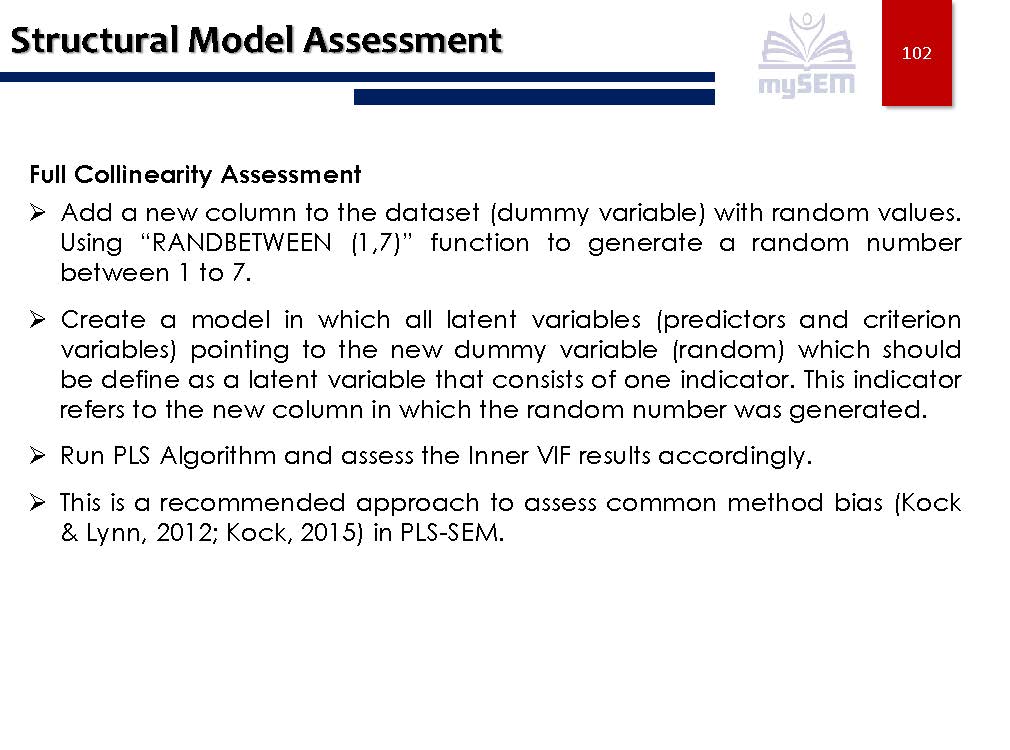 Structural Model Assessment
mySEM
102
Full Collinearity Assessment
➢ Add a new column to the dataset (dummy variable) with random values.
Using “RANDBETWEEN (1,7)” function to generate a random number
between 1 to 7.
➢ Create a model in which all latent variables (predictors and criterion
variables) pointing to the new dummy variable (random) which should
be define as a latent variable that consists of one indicator. This indicator
refers to the new column in which the random number was generated.
➢ Run PLS Algorithm and assess the Inner VIF results accordingly.
➢ This is a recommended approach to assess common method bias (Kock
& Lynn, 2012; Kock, 2015) in PLS-SEM.